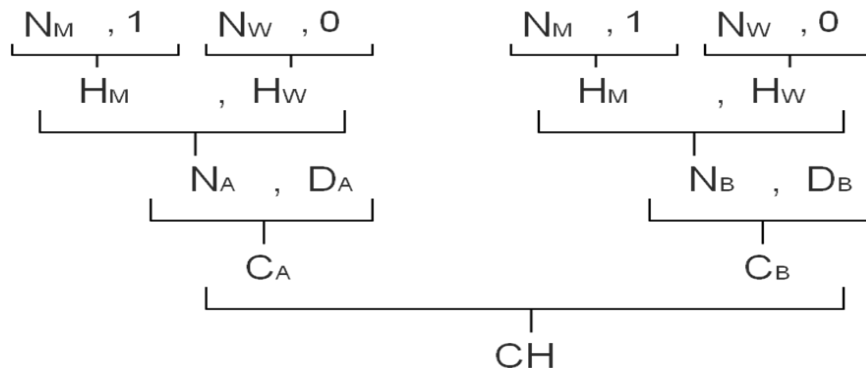 NM , 1 NW , 0 NM , 1 NW , 0
HM , HW HM , HW
NA , DA NB , DB
CA CB
CH